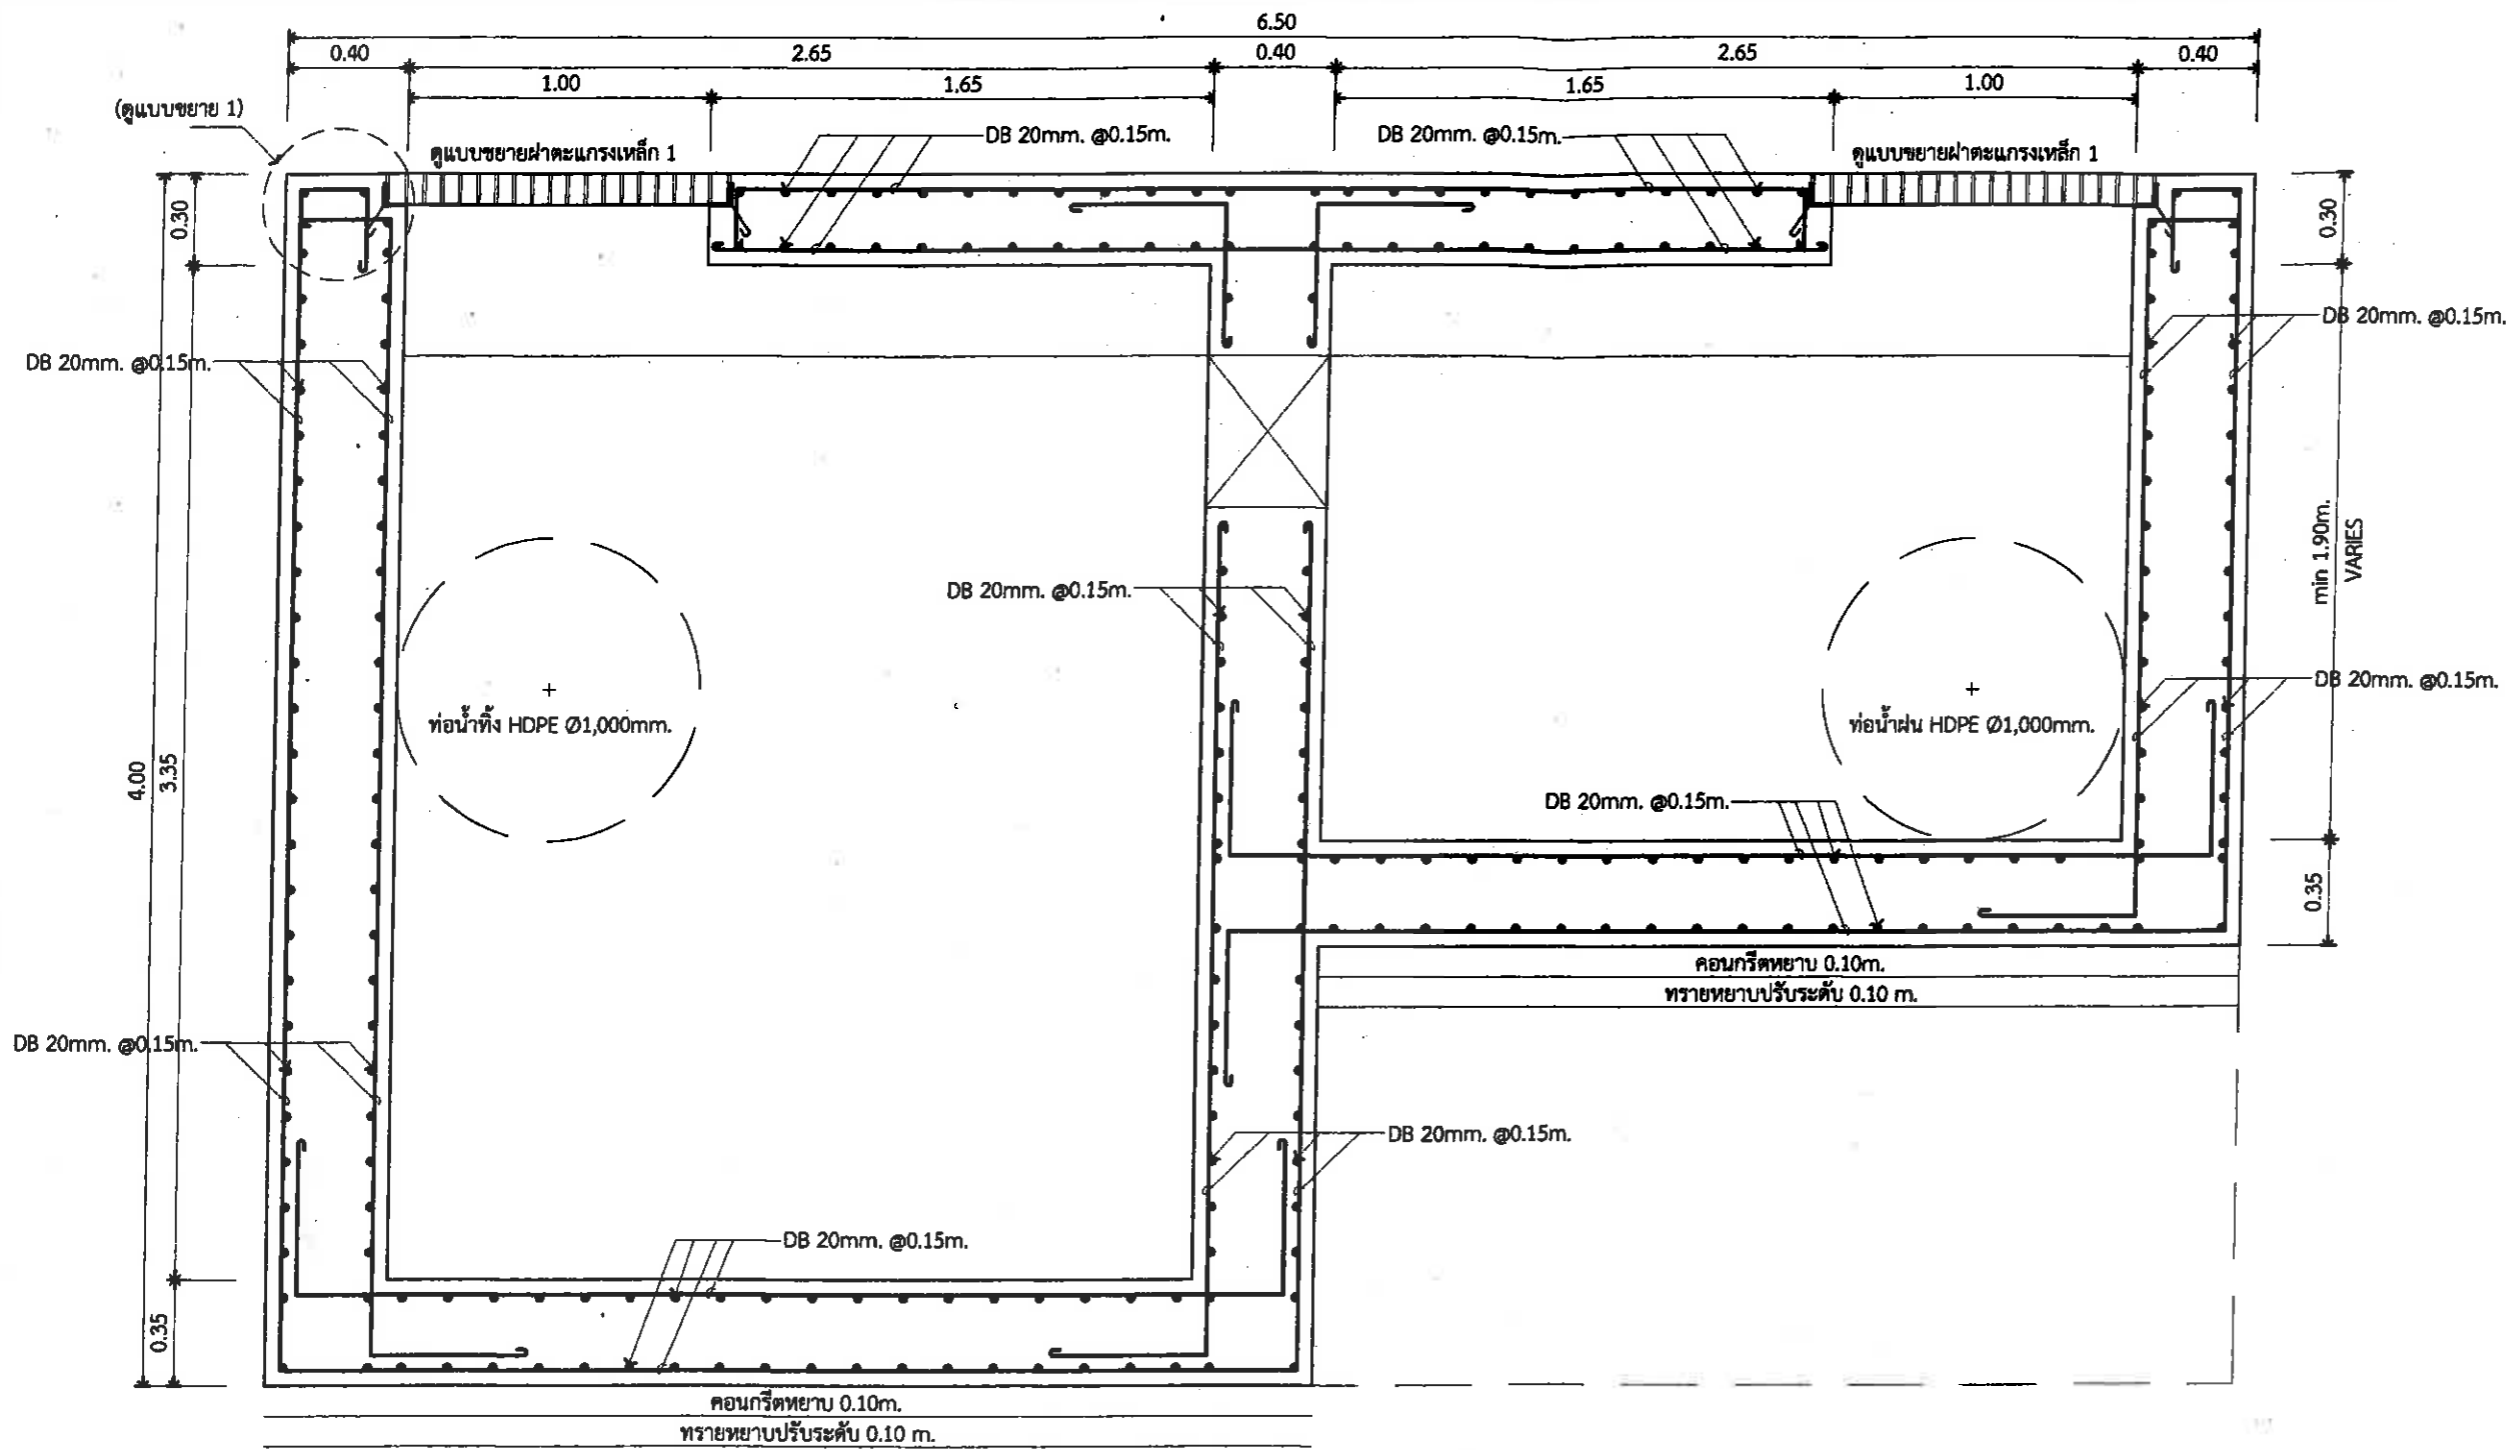 6.50
0.40 2.65 0.40 2.65 0.40
1.00 1.65 1.65 1.00
(ดูแบบขยาย 1)
DB 20mm. @0.15m.
DB 20mm. @0.15m.
ดูแบบขยายฝาตะแกรงเหล็ก 1
ดูแบบขยายฝาตะแกรงเหล็ก 1
0.30
0.30
DB 20mm. @0.15m.
DB 20mm. @0.15m.
min 1.90m.
VARIES
DB 20mm. @0.15m.
DB 20mm. @0.15m.
ท่อน้ำทิ้ง HDPE Ø1,000mm.
ท่อน้ำฝน HDPE Ø1,000mm.
4.00
3.35
DB 20mm. @0.15m.
0.35
คอนกรีตหยาบ 0.10m.
ทรายหยาบปรับระดับ 0.10 m.
DB 20mm. @0.15m.
DB 20mm. @0.15m.
DB 20mm. @0.15m.
0.35
คอนกรีตหยาบ 0.10m.
ทรายหยาบปรับระดับ 0.10 m.